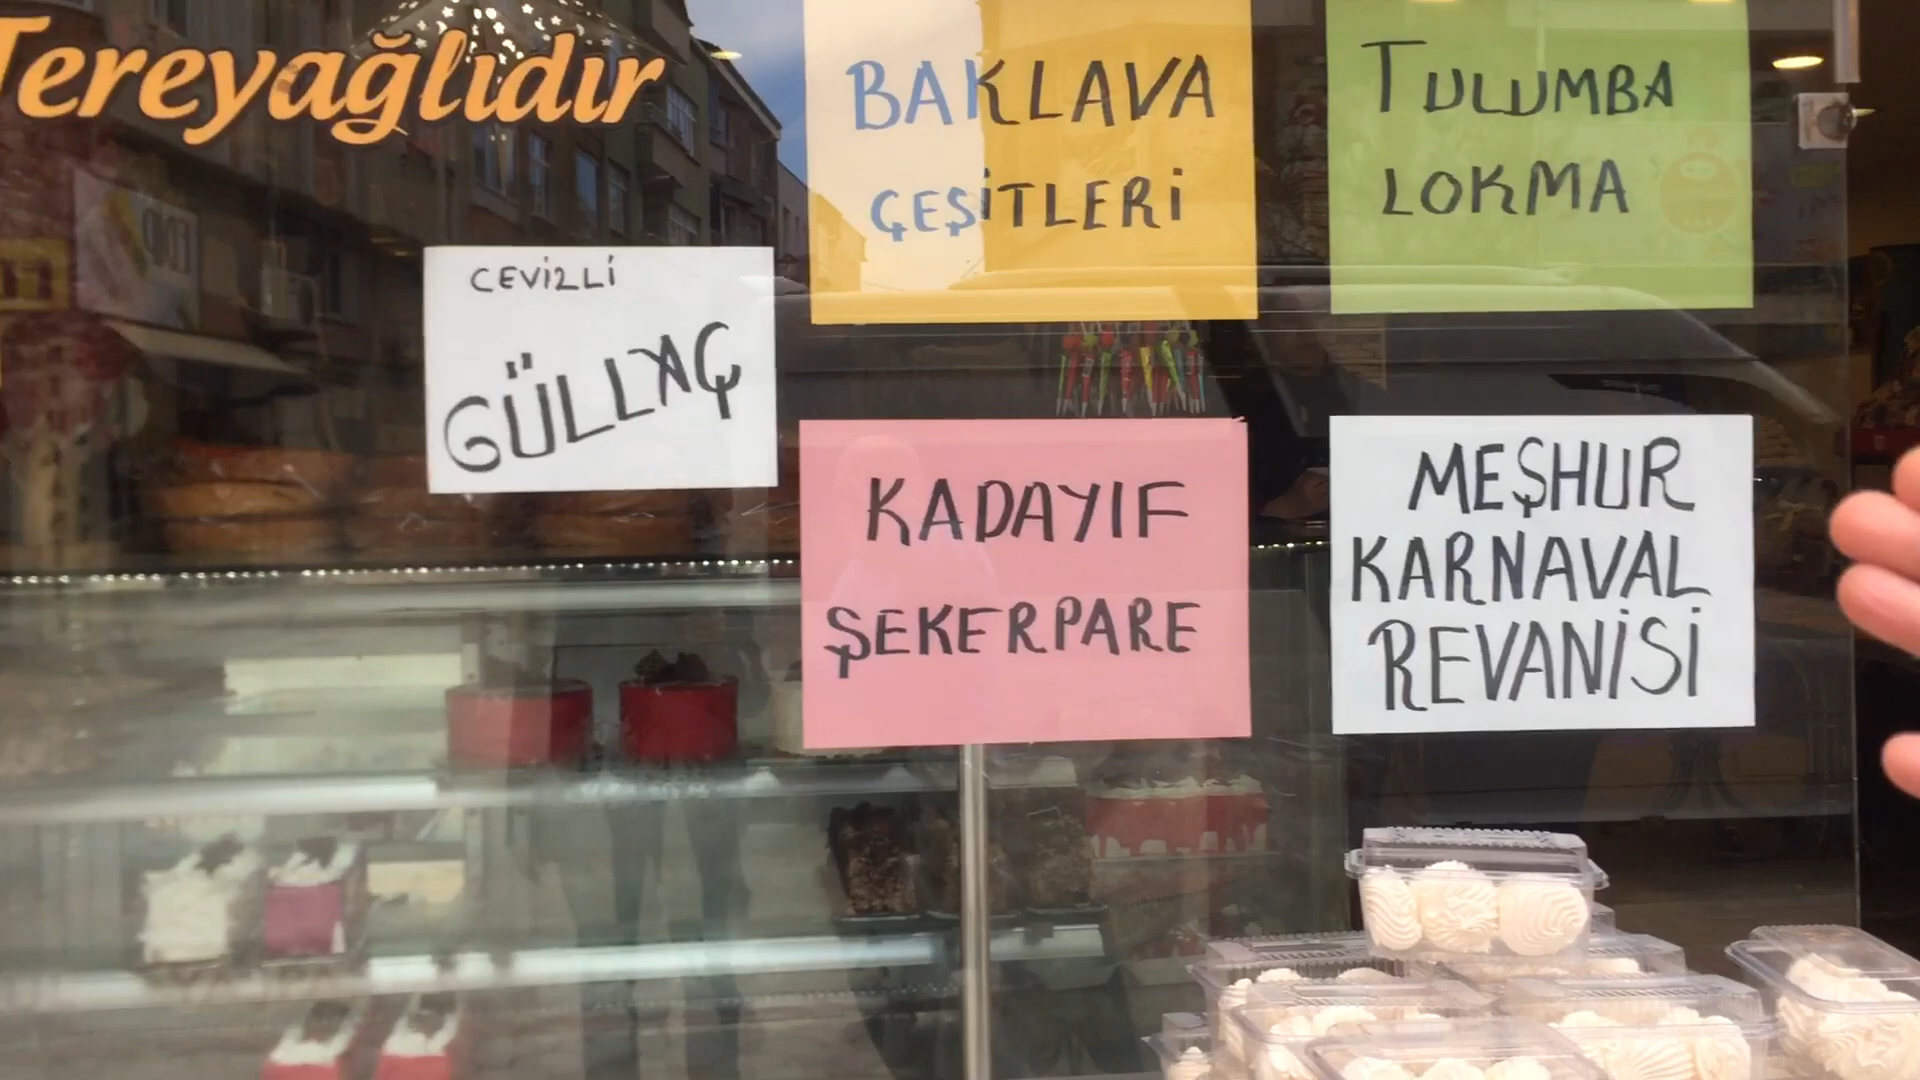 Tereyağlıdır
BAKLAVA
ÇEŞİTLERİ
TULUMBA
LOKMA
CEVİZLİ
GÜLLAÇ
KADAYIF
ŞEKERPARE
MEŞHUR
KARNAVAL
REVANİSİ